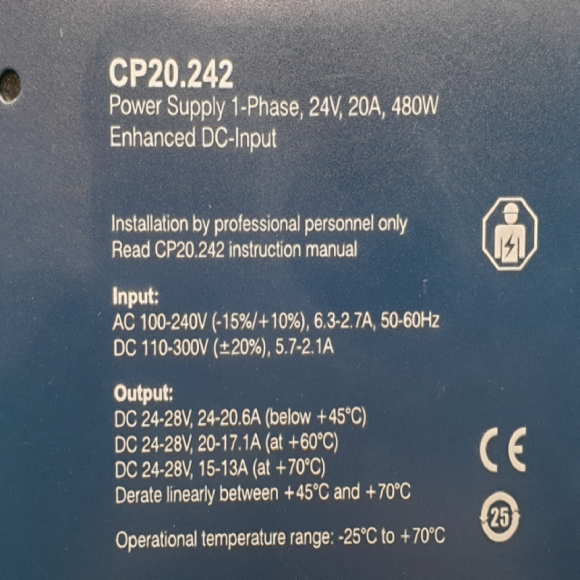 CP20.242
Power Supply 1-Phase, 24V, 20A, 480W
Enhanced DC-Input
Installation by professional personnel only
Read CP20.242 instruction manual
Input:
AC 100-240V (-15%/+10%), 6.3-2.7A, 50-60Hz
DC 110-300V (±20%), 5.7-2.1A
Output:
DC 24-28V, 24-20.6A (below +45°C)
DC 24-28V, 20-17.1A (at +60°C)
DC 24-28V, 15-13A (at +70°C)
Derate linearly between +45°C and +70°C
CE
25
Operational temperature range: -25°C to +70°C